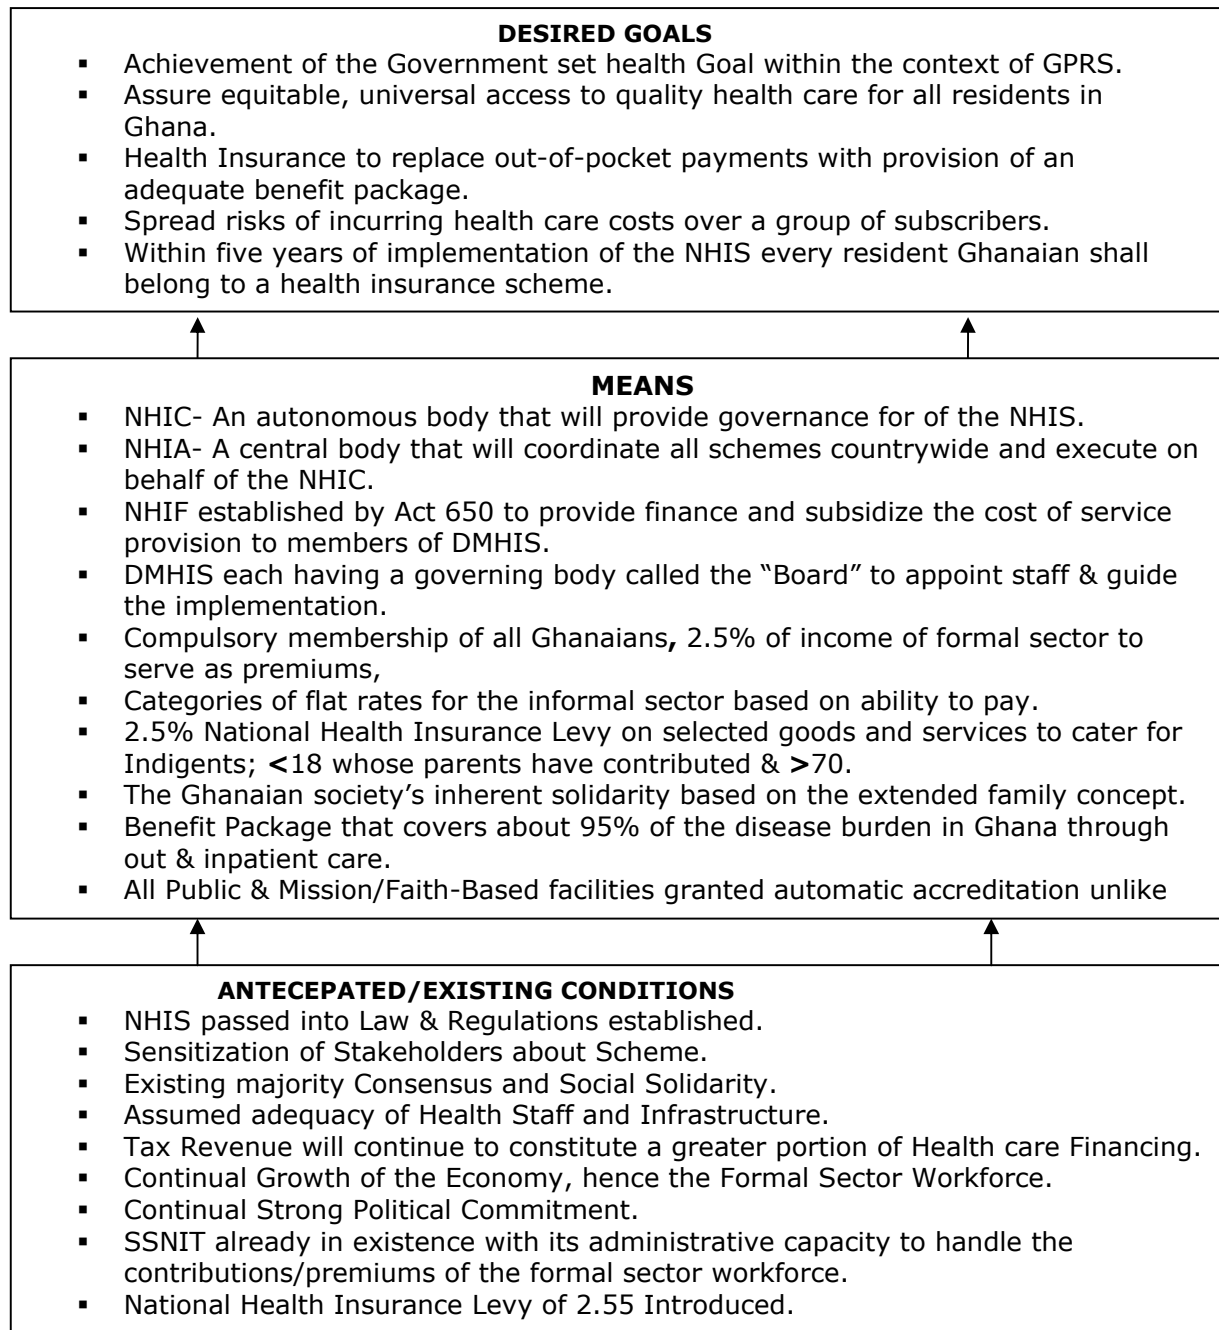 DESIRED GOALS
▪ Achievement of the Government set health Goal within the context of GPRS.
▪ Assure equitable, universal access to quality health care for all residents in
Ghana.
▪ Health Insurance to replace out-of-pocket payments with provision of an
adequate benefit package.
▪ Spread risks of incurring health care costs over a group of subscribers.
▪ Within five years of implementation of the NHIS every resident Ghanaian shall
belong to a health insurance scheme.
MEANS
▪ NHIC- An autonomous body that will provide governance for of the NHIS.
▪ NHIA- A central body that will coordinate all schemes countrywide and execute on
behalf of the NHIC.
▪ NHIF established by Act 650 to provide finance and subsidize the cost of service
provision to members of DMHIS.
▪ DMHIS each having a governing body called the “Board” to appoint staff & guide
the implementation.
▪ Compulsory membership of all Ghanaians, 2.5% of income of formal sector to
serve as premiums,
▪ Categories of flat rates for the informal sector based on ability to pay.
▪ 2.5% National Health Insurance Levy on selected goods and services to cater for
Indigents; <18 whose parents have contributed & >70.
▪ The Ghanaian society’s inherent solidarity based on the extended family concept.
▪ Benefit Package that covers about 95% of the disease burden in Ghana through
out & inpatient care.
▪ All Public & Mission/Faith-Based facilities granted automatic accreditation unlike
ANTECEPATED/EXISTING CONDITIONS
▪ NHIS passed into Law & Regulations established.
▪ Sensitization of Stakeholders about Scheme.
▪ Existing majority Consensus and Social Solidarity.
▪ Assumed adequacy of Health Staff and Infrastructure.
▪ Tax Revenue will continue to constitute a greater portion of Health care Financing.
▪ Continual Growth of the Economy, hence the Formal Sector Workforce.
▪ Continual Strong Political Commitment.
▪ SSNIT already in existence with its administrative capacity to handle the
contributions/premiums of the formal sector workforce.
▪ National Health Insurance Levy of 2.55 Introduced.